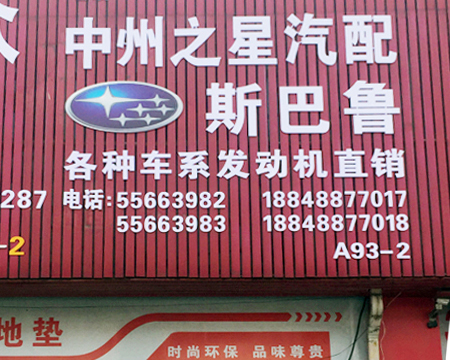 中州之星汽配
斯巴鲁
各种车系发动机直销
287 电话:55663982 18848877017
55663983 18848877018
-2 A93-2
地垫
时尚环保 品味尊贵